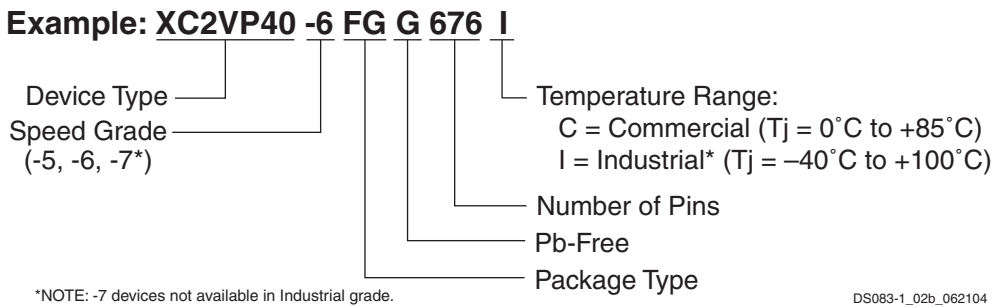 Example: XC2VP40 -6 FG G 676 I
Device Type
Speed Grade
(-5, -6, -7*)
Temperature Range:
C = Commercial (Tj = 0˚C to +85˚C)
I = Industrial* (Tj = –40˚C to +100˚C)
Number of Pins
Pb-Free
Package Type
*NOTE: -7 devices not available in Industrial grade.
DS083-1_02b_062104